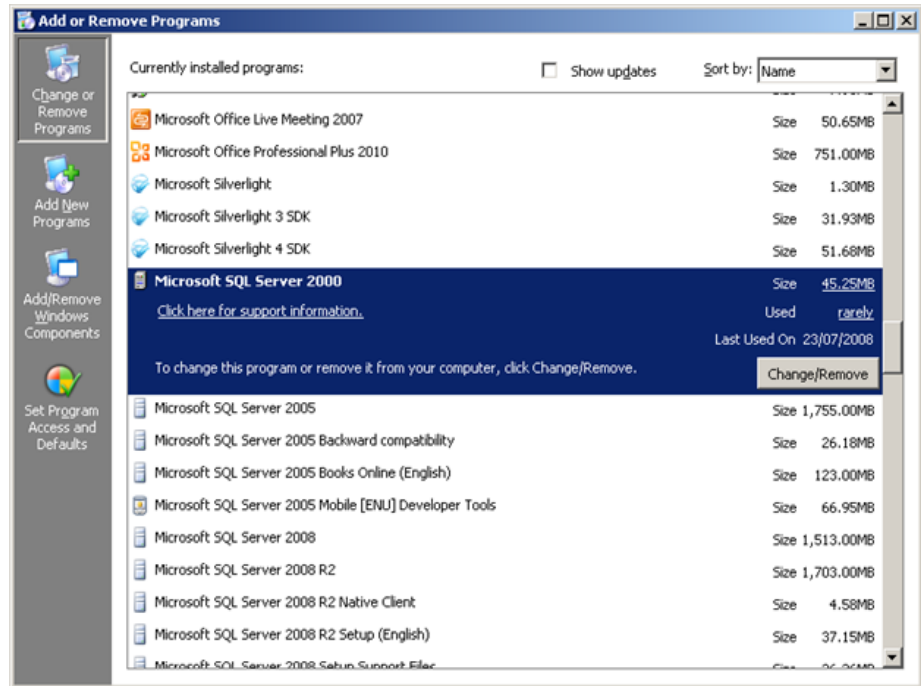 Add or Remove Programs
Change or
Remove
Programs
Add New
Programs
Add/Remove
Windows
Components
Set Program
Access and
Defaults
Currently installed programs: Show updates Sort by: Name
Microsoft Office Live Meeting 2007 Size 50.65MB
Microsoft Office Professional Plus 2010 Size 751.00MB
Microsoft Silverlight Size 1.30MB
Microsoft Silverlight 3 SDK Size 31.93MB
Microsoft Silverlight 4 SDK Size 51.68MB
Microsoft SQL Server 2000 Size 45.25MB
Click here for support information. Used rarely
Last Used On 23/07/2008
To change this program or remove it from your computer, click Change/Remove. Change/Remove
Microsoft SQL Server 2005 Size 1,755.00MB
Microsoft SQL Server 2005 Backward compatibility Size 26.18MB
Microsoft SQL Server 2005 Books Online (English) Size 123.00MB
Microsoft SQL Server 2005 Mobile [ENU] Developer Tools Size 66.95MB
Microsoft SQL Server 2008 Size 1,513.00MB
Microsoft SQL Server 2008 R2 Size 1,703.00MB
Microsoft SQL Server 2008 R2 Native Client Size 4.58MB
Microsoft SQL Server 2008 R2 Setup (English) Size 37.15MB
Microsoft SQL Server 2008 Setup Support Files Size